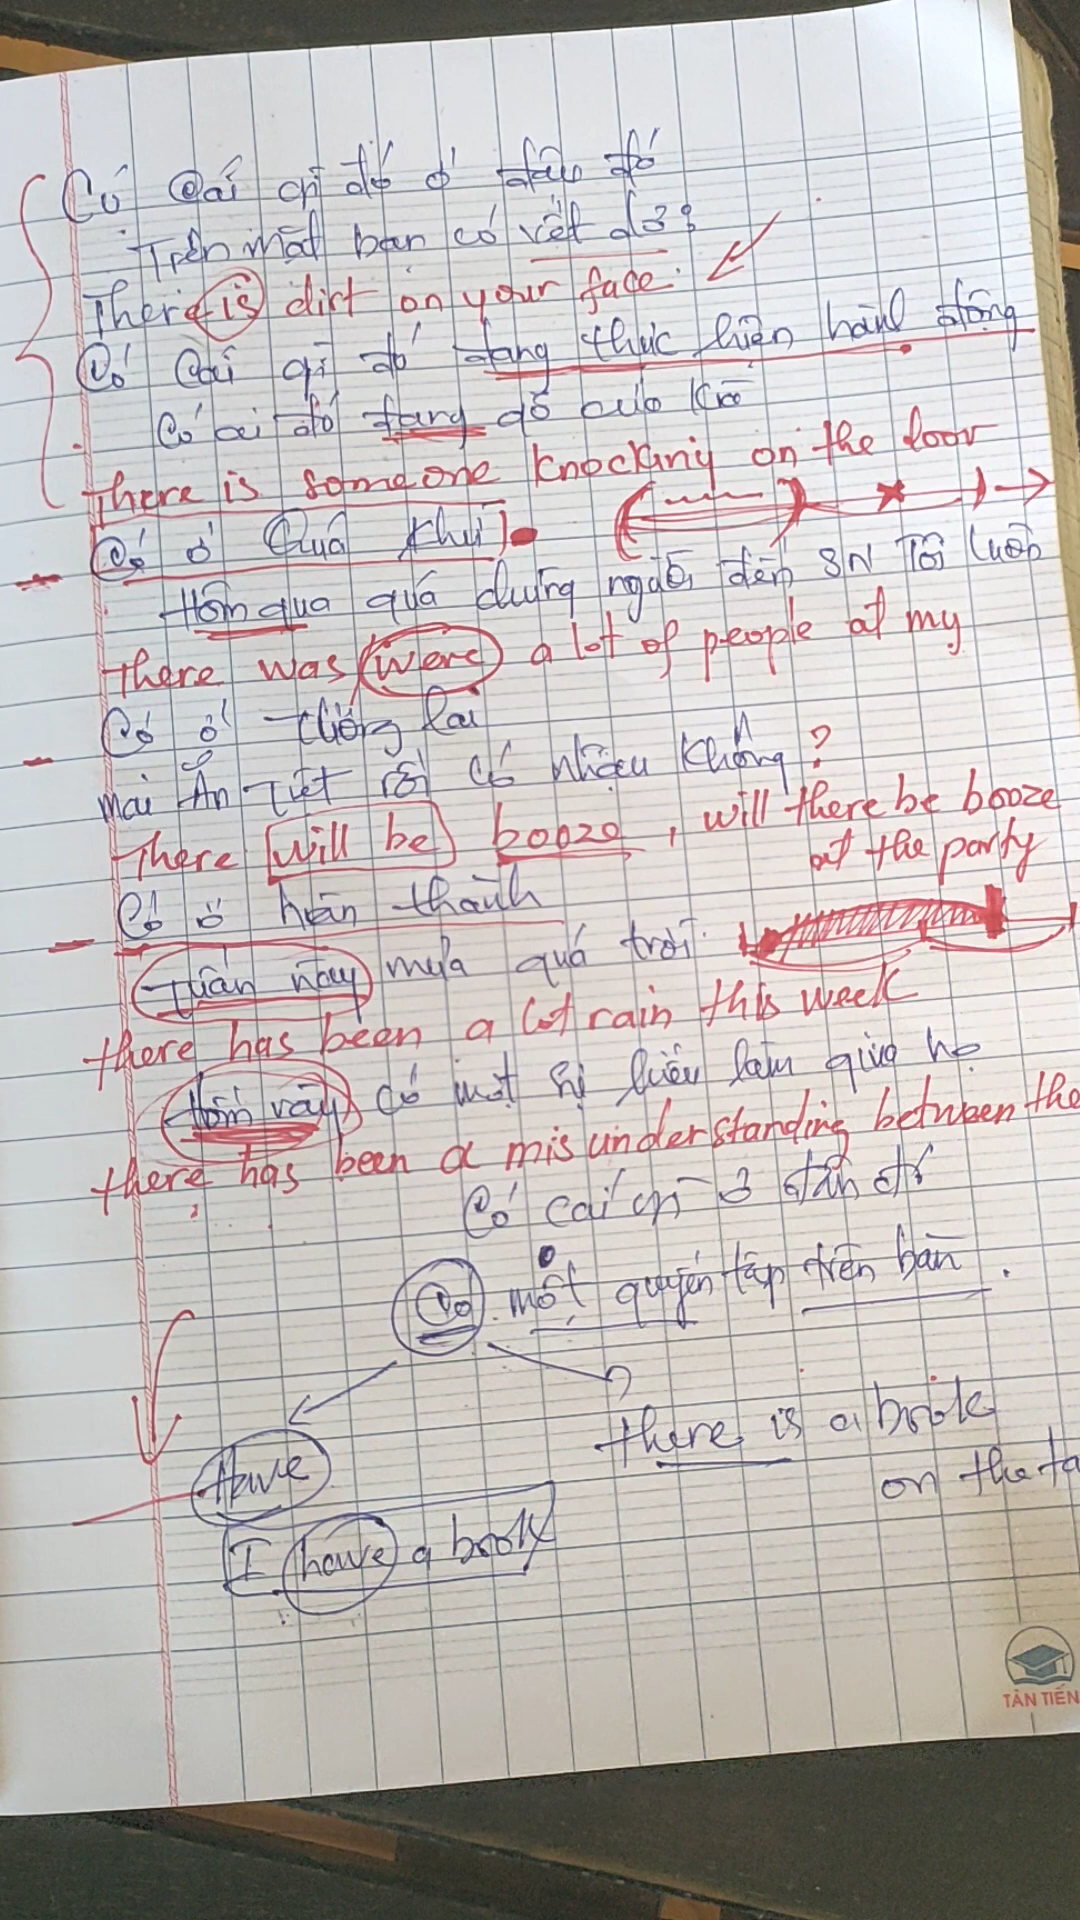 Có cái gì đó ở đâu đó
Trên mặt bạn có vết dơ
There is dirt on your face.
Có cái gì đó đang thực hiện hành động
Có ai đó đang gõ cửa
There is someone knocking on the door
Có ở Quá khứ
Hôm qua quá chừng người đến SN Tôi luôn
There was were a lot of people at my
Có ở tương lai
mai Ăn Tiệt rồi có nhậu không ?
There will be booze , will there be booze
at the party
Có ở hoàn thành
tuần này mưa quá trời
there has been a lot rain this week
Hôm rày có một sự hiểu lầm giữa họ
there has been a misunderstanding between the
Có cái gì ở đâu đó
Có một quyển tập trên bàn .
there is a book
on the ta
Have
I have a book
TÂN TIẾN